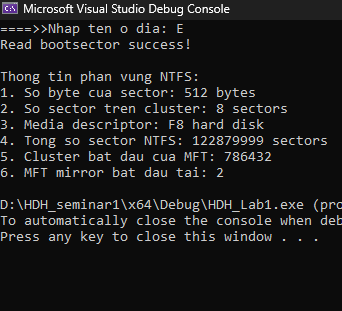 Microsoft Visual Studio Debug Console
====>>Nhap ten o dia: E
Read bootsector success!
Thong tin phan vung NTFS:
1. So byte cua sector: 512 bytes
2. So sector tren cluster: 8 sectors
3. Media descriptor: F8 hard disk
4. Tong so sector NTFS: 122879999 sectors
5. Cluster bat dau cua MFT: 786432
6. MFT mirror bat dau tai: 2
D:\HDH_seminar1\x64\Debug\HDH_Lab1.exe (pro
To automatically close the console when deb
Press any key to close this window . . .